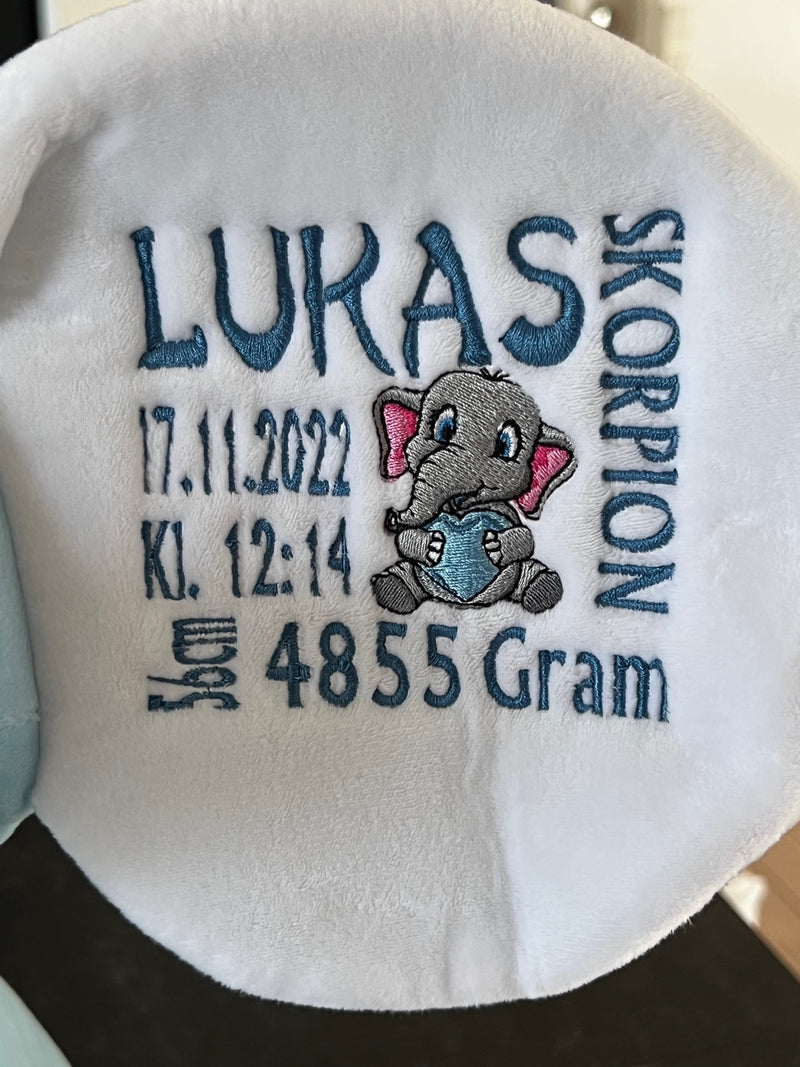 LUKAS
SKORPION
17.11.2022
Kl. 12:14
56cm
4855 Gram